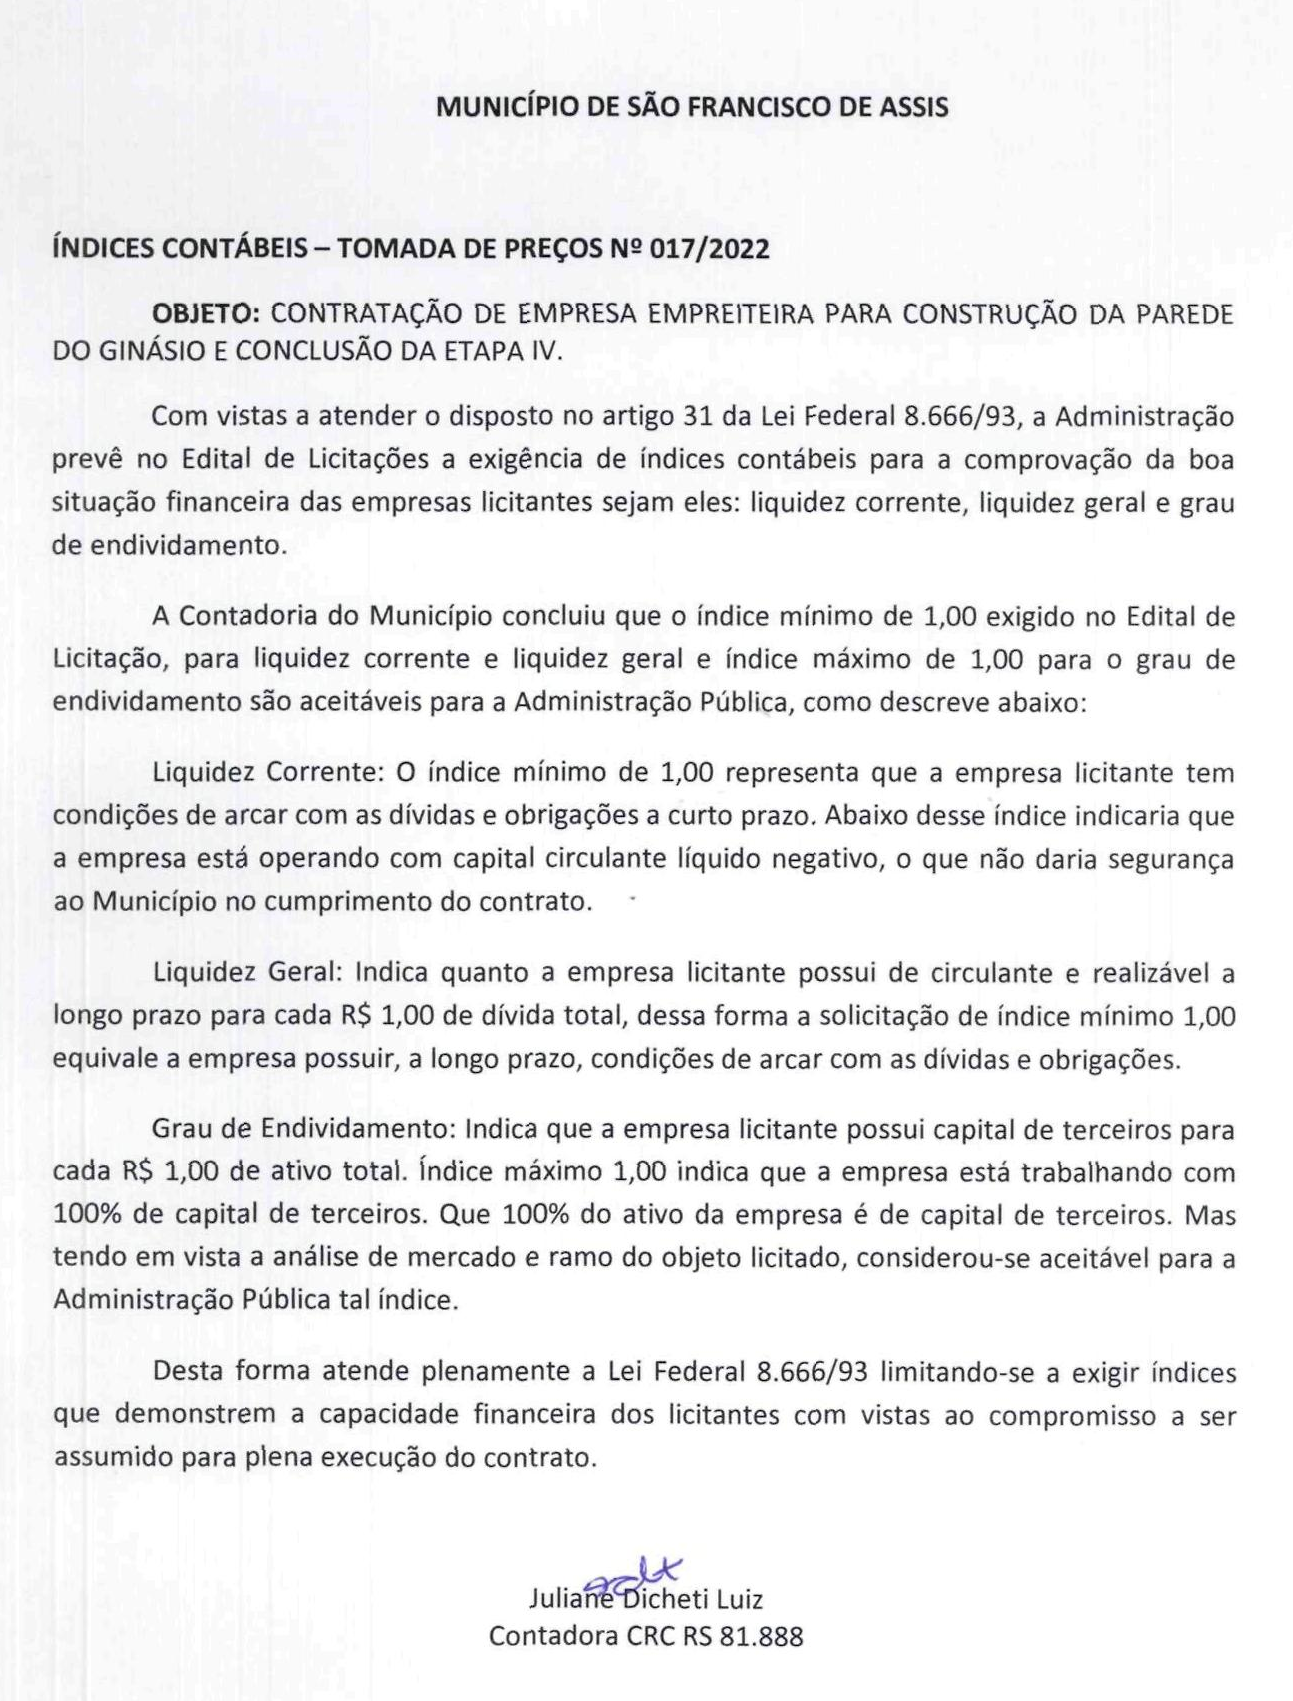 MUNICÍPIO DE SÃO FRANCISCO DE ASSIS
ÍNDICES CONTÁBEIS – TOMADA DE PREÇOS Nº 017/2022
OBJETO: CONTRATAÇÃO DE EMPRESA EMPREITEIRA PARA CONSTRUÇÃO DA PAREDE
DO GINÁSIO E CONCLUSÃO DA ETAPA IV.
Com vistas a atender o disposto no artigo 31 da Lei Federal 8.666/93, a Administração
prevê no Edital de Licitações a exigência de índices contábeis para a comprovação da boa
situação financeira das empresas licitantes sejam eles: liquidez corrente, liquidez geral e grau
de endividamento.
A Contadoria do Município concluiu que o índice mínimo de 1,00 exigido no Edital de
Licitação, para liquidez corrente e liquidez geral e índice máximo de 1,00 para o grau de
endividamento são aceitáveis para a Administração Pública, como descreve abaixo:
Liquidez Corrente: O índice mínimo de 1,00 representa que a empresa licitante tem
condições de arcar com as dívidas e obrigações a curto prazo. Abaixo desse índice indicaria que
a empresa está operando com capital circulante líquido negativo, o que não daria segurança
ao Município no cumprimento do contrato.
Liquidez Geral: Indica quanto a empresa licitante possui de circulante e realizável a
longo prazo para cada R$ 1,00 de dívida total, dessa forma a solicitação de índice mínimo 1,00
equivale a empresa possuir, a longo prazo, condições de arcar com as dívidas e obrigações.
Grau de Endividamento: Indica que a empresa licitante possui capital de terceiros para
cada R$ 1,00 de ativo total. Índice máximo 1,00 indica que a empresa está trabalhando com
100% de capital de terceiros. Que 100% do ativo da empresa é de capital de terceiros. Mas
tendo em vista a análise de mercado e ramo do objeto licitado, considerou-se aceitável para a
Administração Pública tal índice.
Desta forma atende plenamente a Lei Federal 8.666/93 limitando-se a exigir índices
que demonstrem a capacidade financeira dos licitantes com vistas ao compromisso a ser
assumido para plena execução do contrato.
Juliane Dicheti Luiz
Contadora CRC RS 81.888